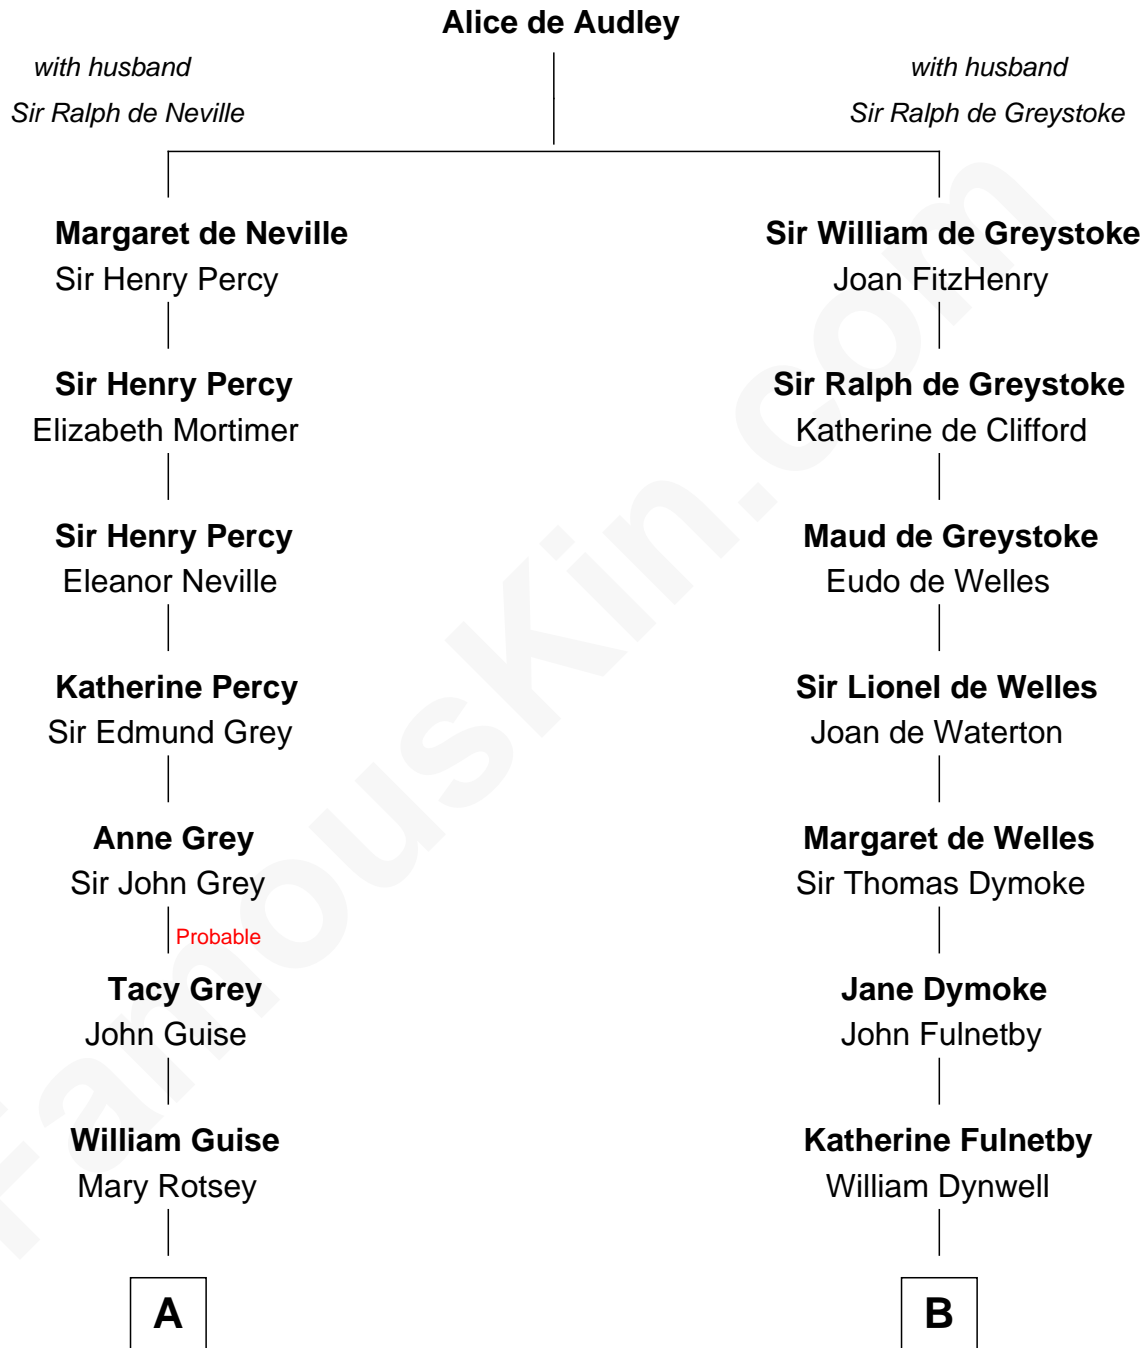 Alice de Audley
with husband
Sir Ralph de Neville
with husband
Sir Ralph de Greystoke
Margaret de Neville
Sir Henry Percy
Sir William de Greystoke
Joan FitzHenry
Sir Henry Percy
Elizabeth Mortimer
Sir Ralph de Greystoke
Katherine de Clifford
Sir Henry Percy
Eleanor Neville
Maud de Greystoke
Eudo de Welles
Katherine Percy
Sir Edmund Grey
Sir Lionel de Welles
Joan de Waterton
Anne Grey
Sir John Grey
Margaret de Welles
Sir Thomas Dymoke
Probable
Tacy Grey
John Guise
Jane Dymoke
John Fulnetby
William Guise
Mary Rotsey
Katherine Fulnetby
William Dynwell
A
B
FamousKin.com